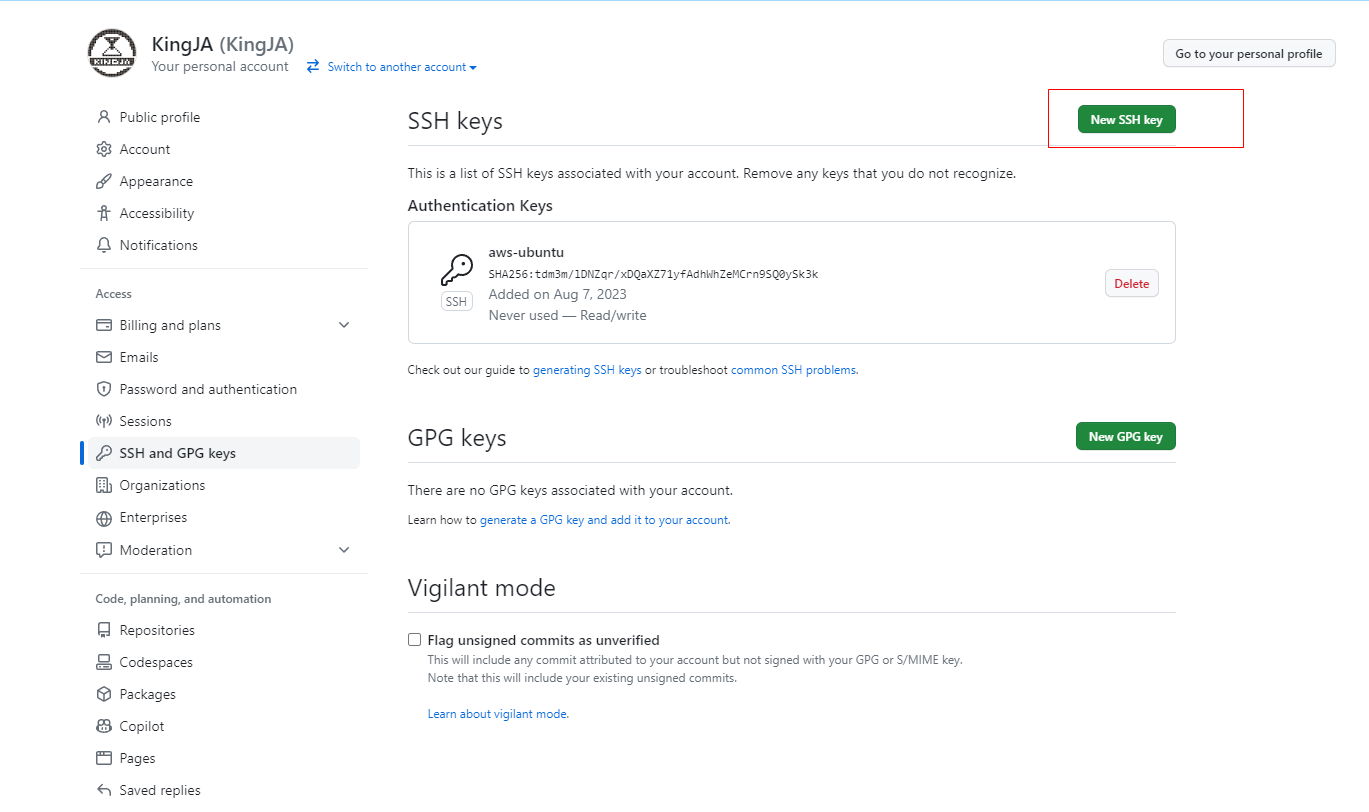 KingJA (KingJA)
Your personal account
Switch to another account
Go to your personal profile
KINGJA
Public profile
Account
Appearance
Accessibility
Notifications
Access
Billing and plans
Emails
Password and authentication
Sessions
SSH and GPG keys
Organizations
Enterprises
Moderation
Code, planning, and automation
Repositories
Codespaces
Packages
Copilot
Pages
Saved replies
SSH keys
New SSH key
This is a list of SSH keys associated with your account. Remove any keys that you do not recognize.
Authentication Keys
aws-ubuntu
SHA256:tdm3m/1DNZqr/xDQaXZ71yfAdhWhZeMCrn9SQ0ySk3k
SSH
Added on Aug 7, 2023
Never used — Read/write
Delete
Check out our guide to generating SSH keys or troubleshoot common SSH problems.
GPG keys
New GPG key
There are no GPG keys associated with your account.
Learn how to generate a GPG key and add it to your account.
Vigilant mode
Flag unsigned commits as unverified
This will include any commit attributed to your account but not signed with your GPG or S/MIME key.
Note that this will include your existing unsigned commits.
Learn about vigilant mode.